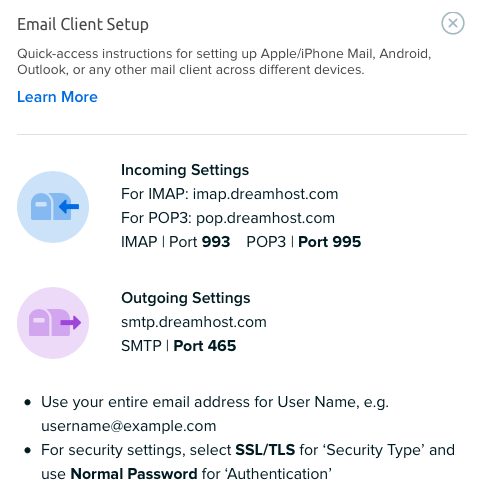 Email Client Setup
Quick-access instructions for setting up Apple/iPhone Mail, Android,
Outlook, or any other mail client across different devices.
Learn More
Incoming Settings
For IMAP: imap.dreamhost.com
For POP3: pop.dreamhost.com
IMAP | Port 993 POP3 | Port 995
Outgoing Settings
smtp.dreamhost.com
SMTP | Port 465
• Use your entire email address for User Name, e.g.
username@example.com
• For security settings, select SSL/TLS for ‘Security Type’ and
use Normal Password for ‘Authentication’